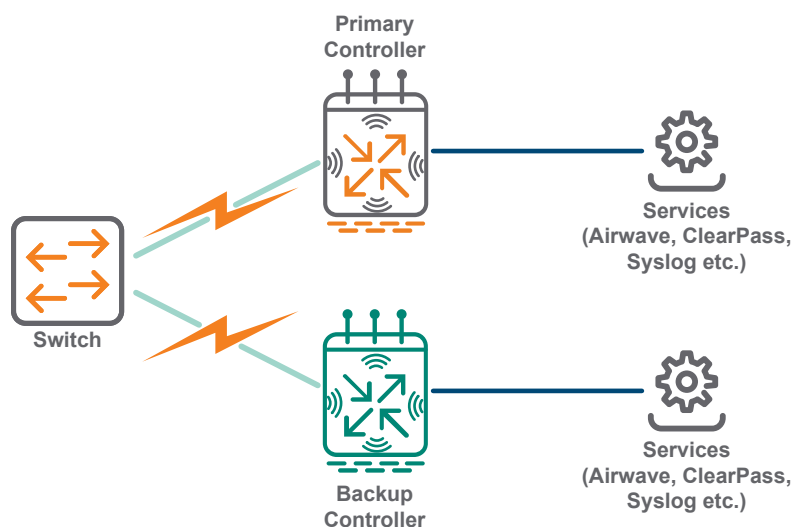 Primary
Controller
Services
(Airwave, ClearPass,
Syslog etc.)
Switch
Services
(Airwave, ClearPass,
Syslog etc.)
Backup
Controller